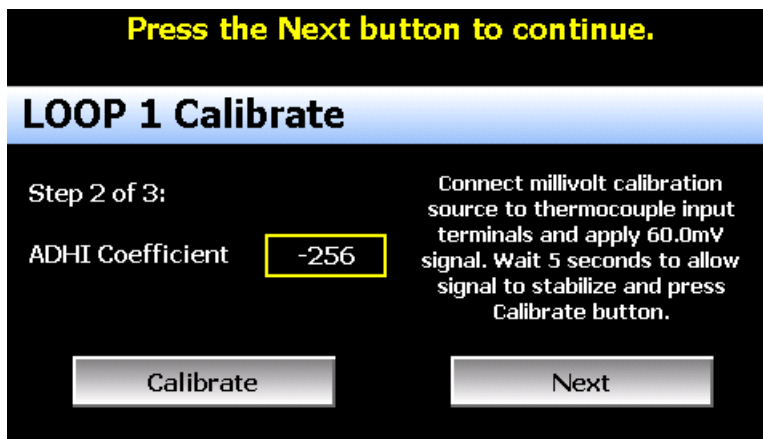 Press the Next button to continue.
LOOP 1 Calibrate
Step 2 of 3:
ADHI Coefficient -256
Connect millivolt calibration
source to thermocouple input
terminals and apply 60.0mV
signal. Wait 5 seconds to allow
signal to stabilize and press
Calibrate button.
Calibrate
Next